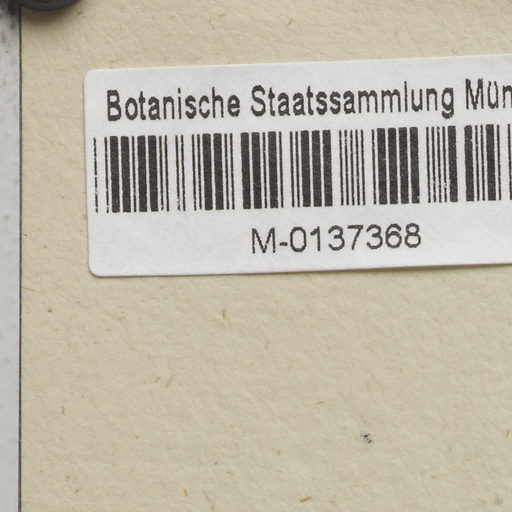 Botanische Staatssammlung Mün
M-0137368